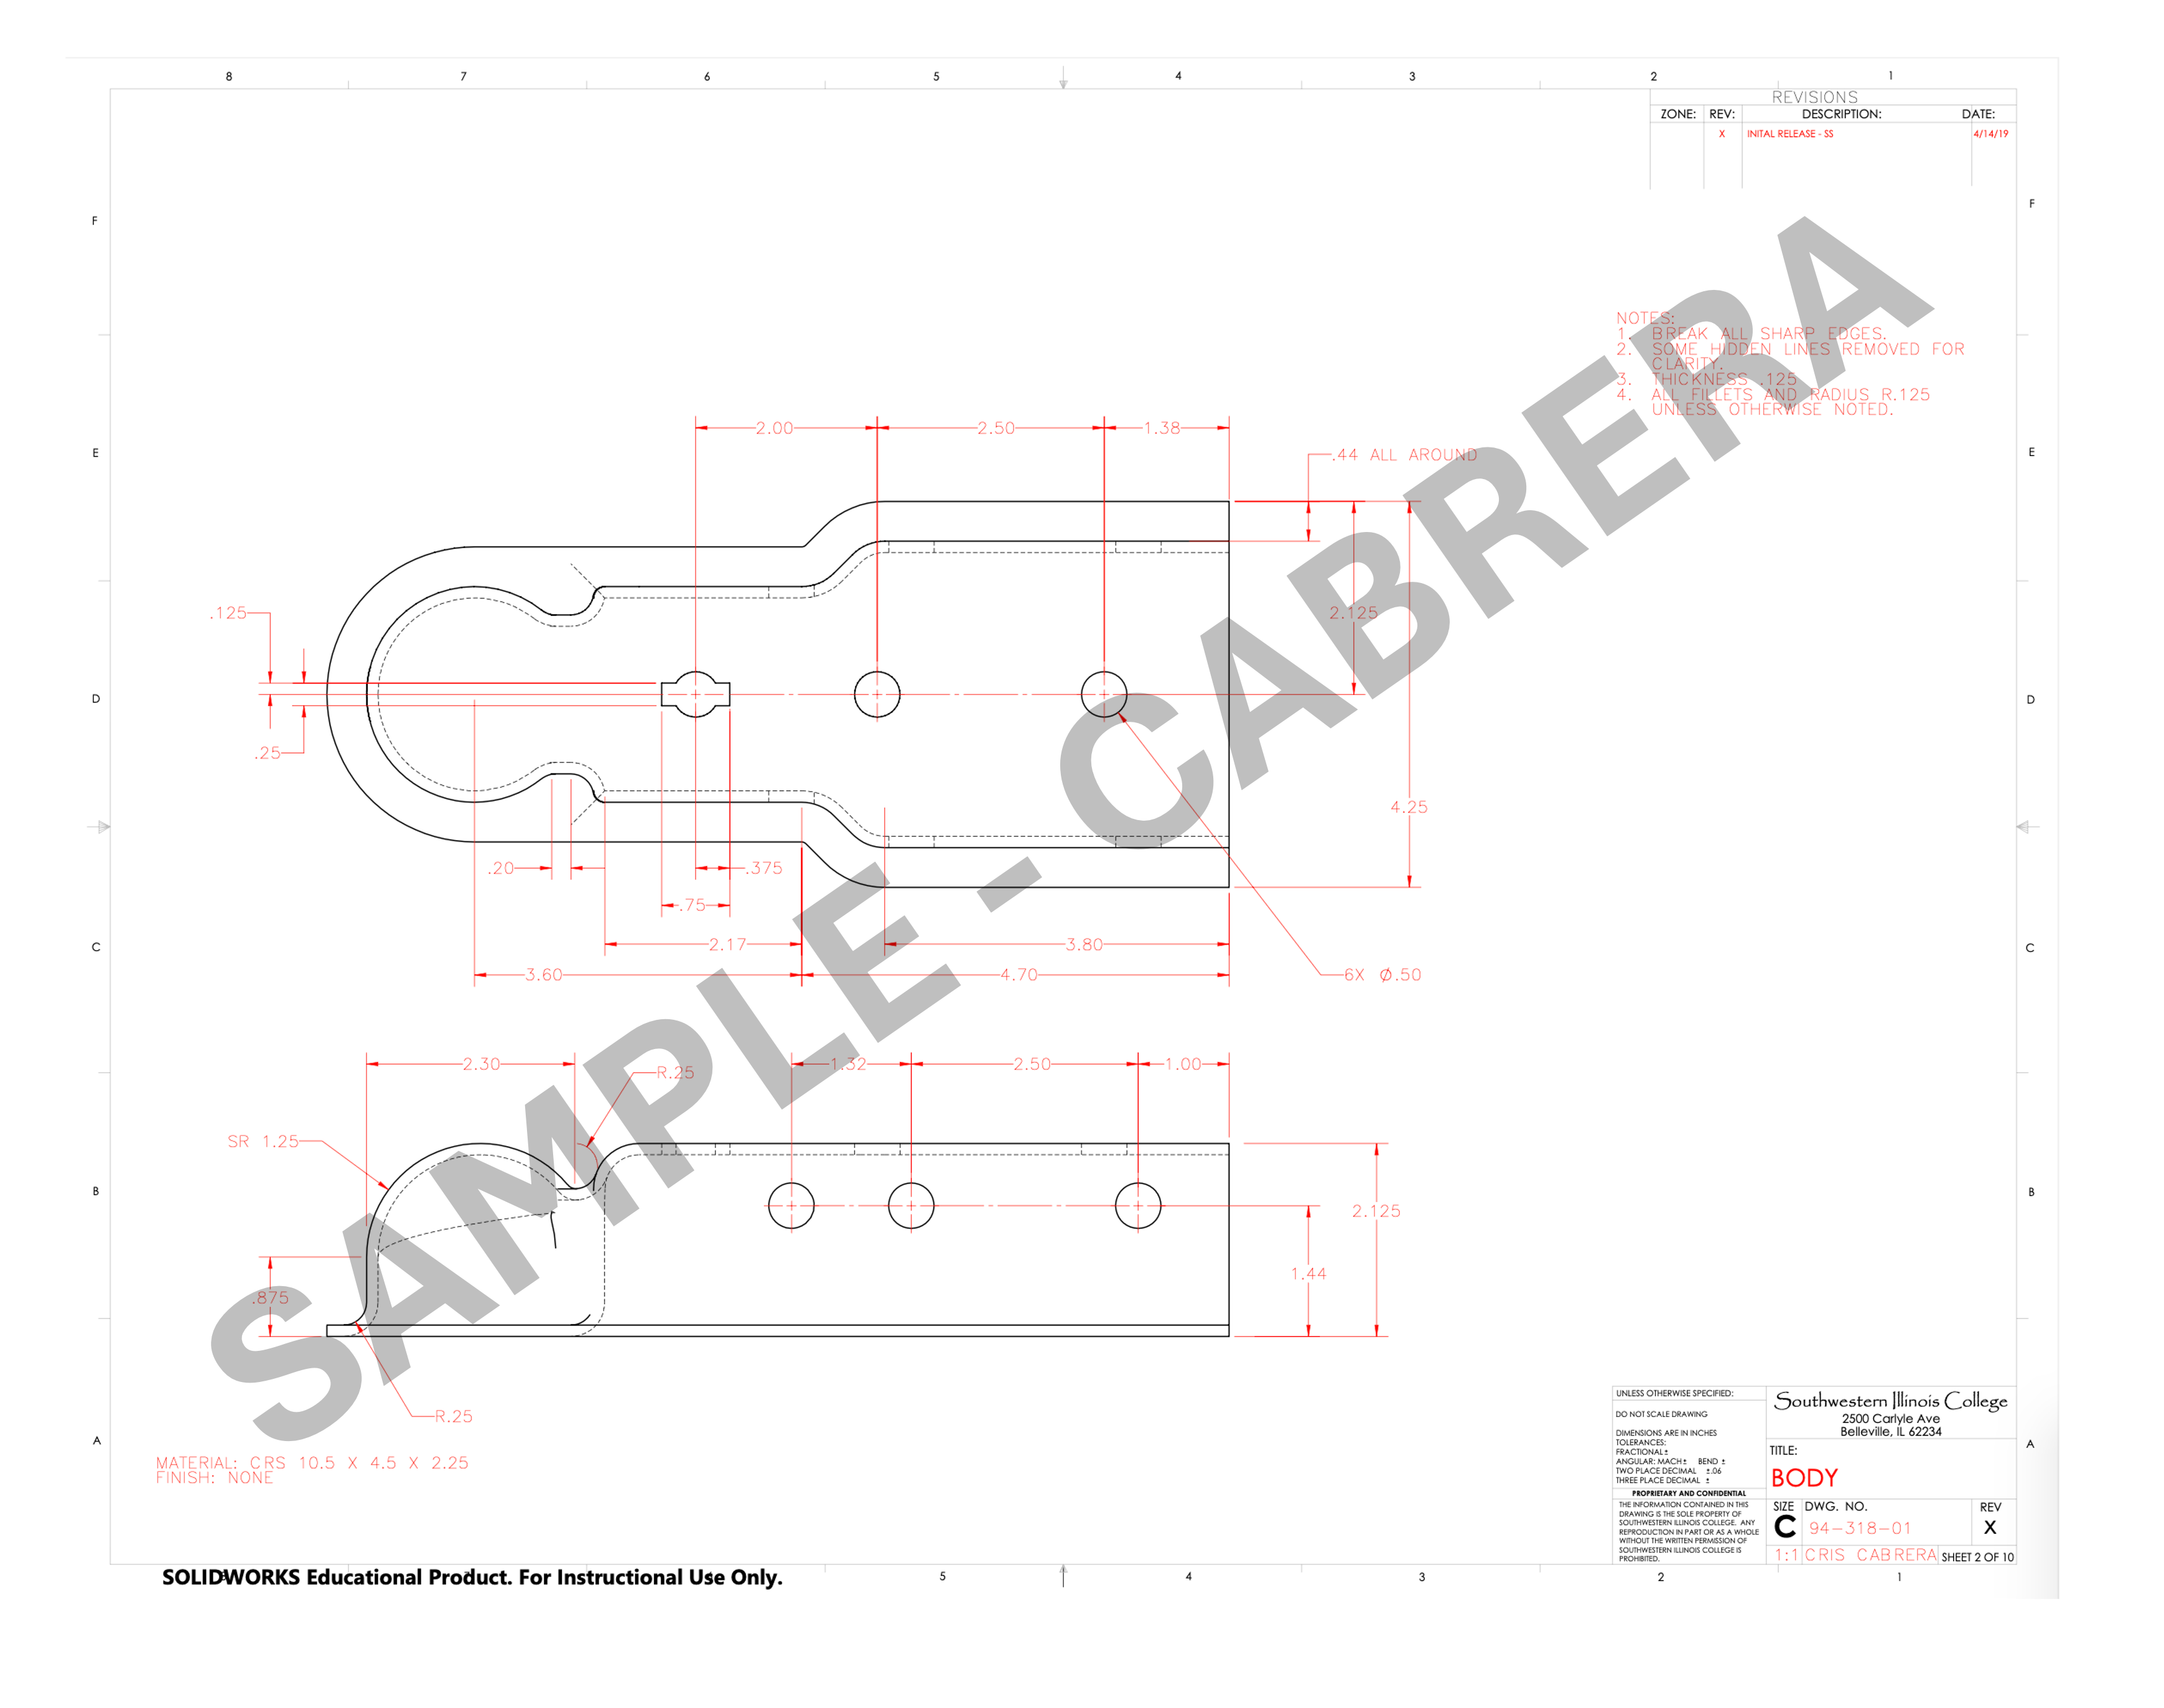 8 7 6 5 4 3 2 1
REVISIONS
ZONE: REV: DESCRIPTION: DATE:
X INITAL RELEASE - SS 4/14/19
F F
NOTES:
1. BREAK ALL SHARP EDGES.
2. SOME HIDDEN LINES REMOVED FOR
CLARITY.
3. THICKNESS .125
4. ALL FILLETS AND RADIUS R.125
UNLESS OTHERWISE NOTED.
2.00 2.50 1.38
E E
.44 ALL AROUND
.125
2.125
D D
.25
4.25
.20 .375
.75
C C
2.17 3.80
3.60 4.70
6X Ø.50
2.30 1.32 2.50 1.00
R.25
SR 1.25
B B
2.125
1.44
.875
R.25
A A
MATERIAL: CRS 10.5 X 4.5 X 2.25
FINISH: NONE
SAMPLE - CABRERA
UNLESS OTHERWISE SPECIFIED:
DO NOT SCALE DRAWING
DIMENSIONS ARE IN INCHES
TOLERANCES:
FRACTIONAL ±
ANGULAR: MACH ± BEND ±
TWO PLACE DECIMAL ±.06
THREE PLACE DECIMAL ±
PROPRIETARY AND CONFIDENTIAL
THE INFORMATION CONTAINED IN THIS
DRAWING IS THE SOLE PROPERTY OF
SOUTHWESTERN ILLINOIS COLLEGE. ANY
REPRODUCTION IN PART OR AS A WHOLE
WITHOUT THE WRITTEN PERMISSION OF
SOUTHWESTERN ILLINOIS COLLEGE IS
PROHIBITED.
Southwestern Illinois College
2500 Carlyle Ave
Belleville, IL 62234
TITLE:
BODY
SIZE DWG. NO. REV
C 94-318-01 X
1:1 CRIS CABRERA SHEET 2 OF 10
SOLIDWORKS Educational Product. For Instructional Use Only.
5 4 3 2 1